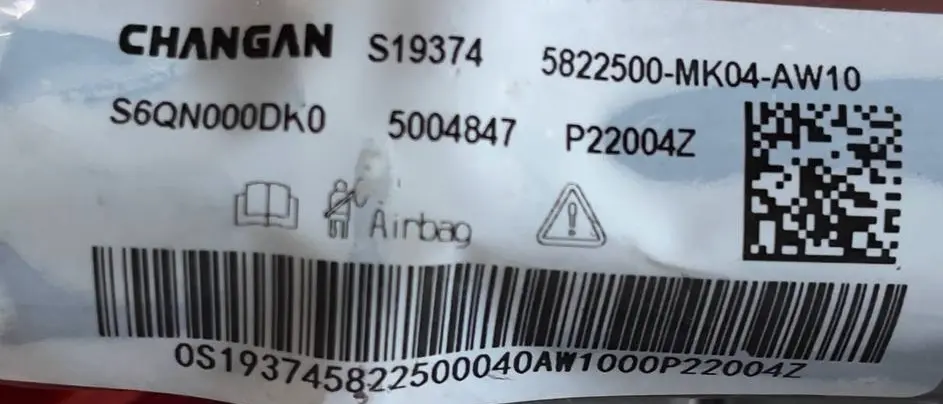 CHANGAN S19374 5822500-MK04-AW10
S6QN000DK0 5004847 P22004Z
Airbag
0S193745822500040AW1000P22004Z